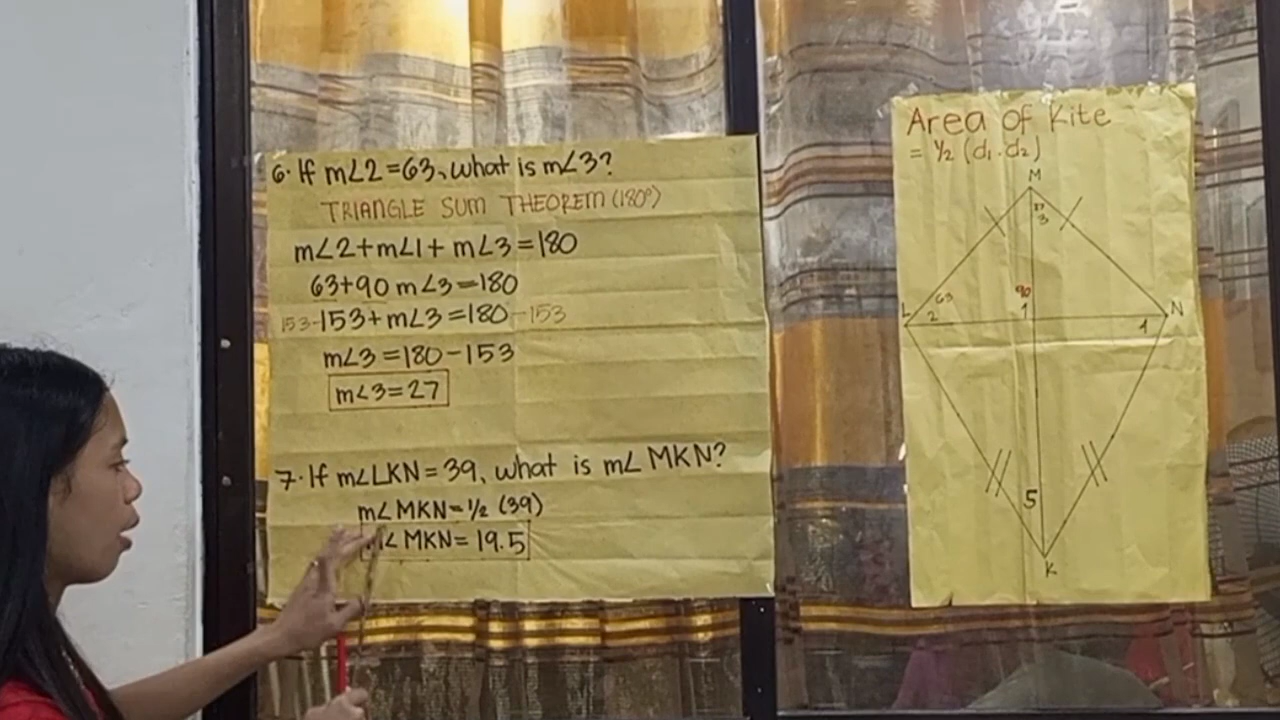 6. If m∠2=63, what is m∠3?
TRIANGLE SUM THEOREM (180°)
m∠2+m∠1+ m∠3=180
63+90 m∠3=180
153-153+m∠3=180-153
m∠3=180-153
m∠3=27
7. If m∠LKN=39, what is m∠ MKN?
m∠MKN=½ (39)
m∠ MKN= 19.5
Area of Kite
= ½ (d₁.d₂)
M
3
63
90
L
2
1
1
N
5
K